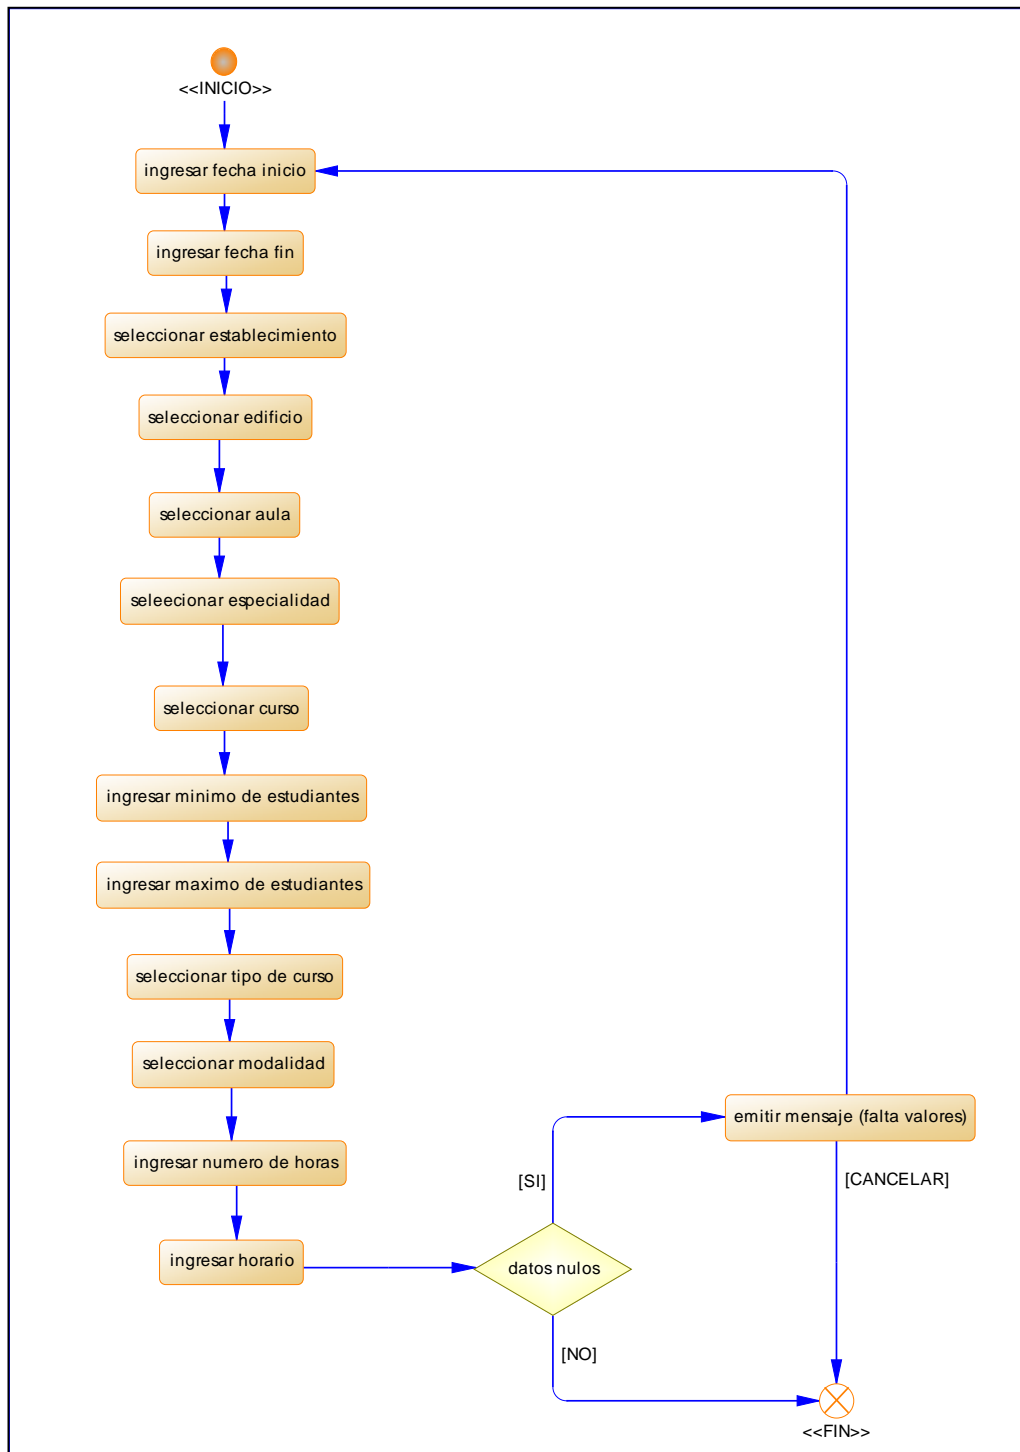 <<INICIO>>
ingresar fecha inicio
ingresar fecha fin
seleccionar establecimiento
seleccionar edificio
seleccionar aula
seleecionar especialidad
seleccionar curso
ingresar minimo de estudiantes
ingresar maximo de estudiantes
seleccionar tipo de curso
seleccionar modalidad
ingresar numero de horas
ingresar horario
datos nulos
[SI]
emitir mensaje (falta valores)
[CANCELAR]
[NO]
<<FIN>>